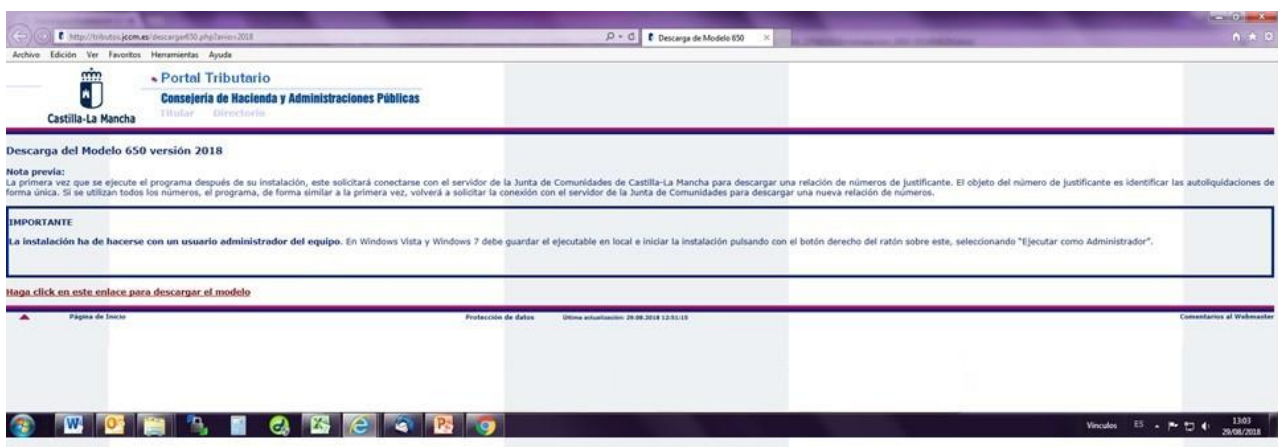 http://tributos.jccm.es/descargar650.php?anio=2018
Descarga de Modelo 650
Archivo Edición Ver Favoritos Herramientas Ayuda
Castilla-La Mancha
Portal Tributario
Consejería de Hacienda y Administraciones Públicas
Titular Directorio
Descarga del Modelo 650 versión 2018
Nota previa:
La primera vez que se ejecute el programa después de su instalación, este solicitará conectarse con el servidor de la Junta de Comunidades de Castilla-La Mancha para descargar una relación de números de justificante. El objeto del número de justificante es identificar las autoliquidaciones de
forma única. Si se utilizan todos los números, el programa, de forma similar a la primera vez, volverá a solicitar la conexión con el servidor de la Junta de Comunidades para descargar una nueva relación de números.
IMPORTANTE
La instalación ha de hacerse con un usuario administrador del equipo. En Windows Vista y Windows 7 debe guardar el ejecutable en local e iniciar la instalación pulsando con el botón derecho del ratón sobre este, seleccionando "Ejecutar como Administrador".
Haga click en este enlace para descargar el modelo
Página de Inicio Protección de datos Última actualización: 29.08.2018 12:51:15 Comentarios al Webmaster
Vínculos ES 13:03
29/08/2018